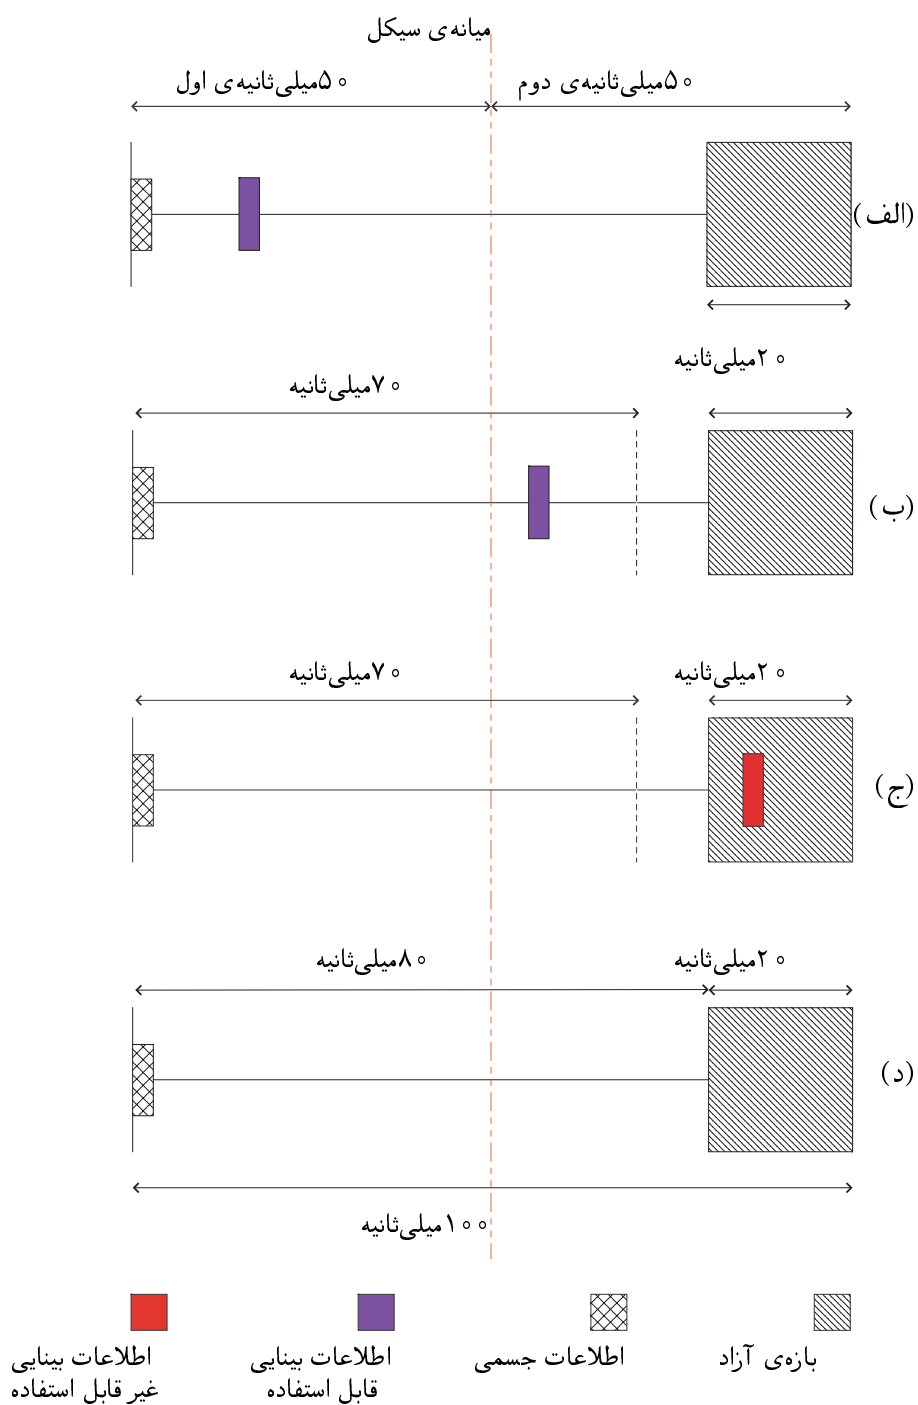 میانه‌ی سیکل
۵۰میلی‌ثانیه‌ی اول
۵۰میلی‌ثانیه‌ی دوم
(الف)
۲۰میلی‌ثانیه
۷۰میلی‌ثانیه
(ب)
۷۰میلی‌ثانیه
۲۰میلی‌ثانیه
(ج)
۸۰میلی‌ثانیه
۲۰میلی‌ثانیه
(د)
۱۰۰میلی‌ثانیه
بازه‌ی آزاد
اطلاعات جسمی
اطلاعات بینایی
قابل استفاده
اطلاعات بینایی
غیر قابل استفاده